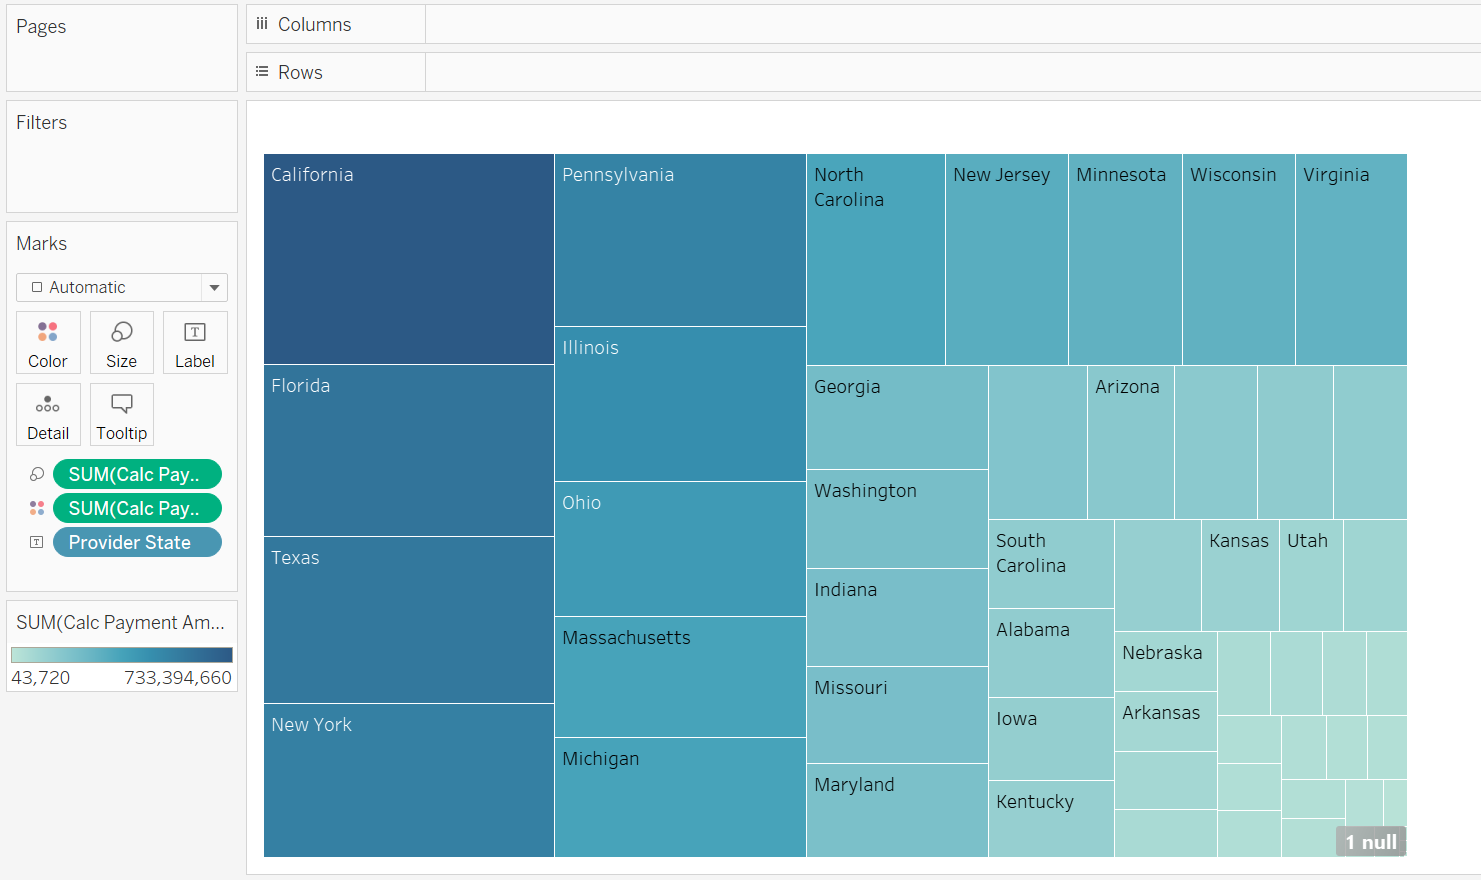 Pages
Columns
Rows
Filters
Marks
Automatic
Color
Size
Label
Detail
Tooltip
SUM(Calc Pay..
SUM(Calc Pay..
Provider State
SUM(Calc Payment Am...
43,720
733,394,660
California
Florida
Texas
New York
Pennsylvania
Illinois
Ohio
Massachusetts
Michigan
North
Carolina
New Jersey
Minnesota
Wisconsin
Virginia
Georgia
Washington
Indiana
Missouri
Maryland
Arizona
South
Carolina
Alabama
Iowa
Kentucky
Kansas
Utah
Nebraska
Arkansas
1 null